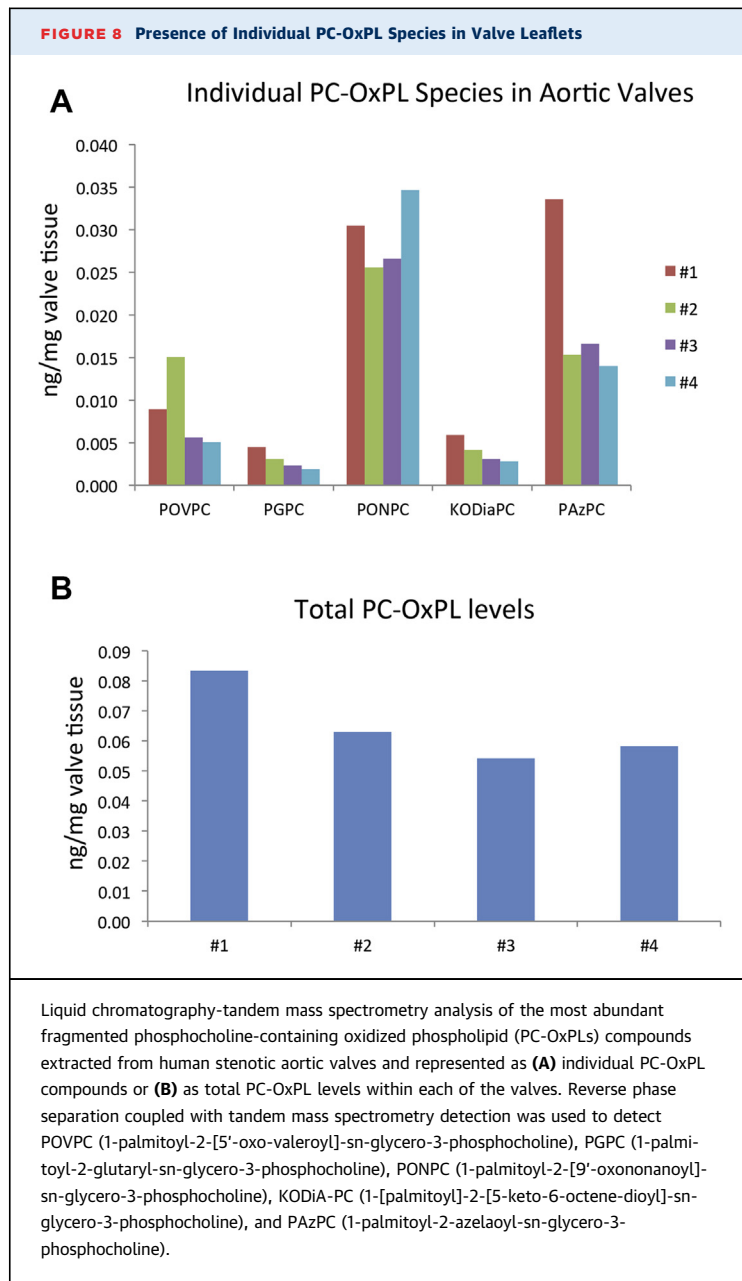 FIGURE 8 Presence of Individual PC-OxPL Species in Valve Leaflets
A
Individual PC-OxPL Species in Aortic Valves
ng/mg valve tissue
0.040
0.035
0.030
0.025
0.020
0.015
0.010
0.005
0.000
POVPC
PGPC
PONPC
KODiaPC
PAzPC
#1
#2
#3
#4
B
Total PC-OxPL levels
ng/mg valve tissue
0.09
0.08
0.07
0.06
0.05
0.04
0.03
0.02
0.01
0.00
#1
#2
#3
#4
Liquid chromatography-tandem mass spectrometry analysis of the most abundant
fragmented phosphocholine-containing oxidized phospholipid (PC-OxPLs) compounds
extracted from human stenotic aortic valves and represented as (A) individual PC-OxPL
compounds or (B) as total PC-OxPL levels within each of the valves. Reverse phase
separation coupled with tandem mass spectrometry detection was used to detect
POVPC (1-palmitoyl-2-[5′-oxo-valeroyl]-sn-glycero-3-phosphocholine), PGPC (1-palmi-
toyl-2-glutaryl-sn-glycero-3-phosphocholine), PONPC (1-palmitoyl-2-[9′-oxononanoyl]-
sn-glycero-3-phosphocholine), KODiA-PC (1-[palmitoyl]-2-[5-keto-6-octene-dioyl]-sn-
glycero-3-phosphocholine), and PAzPC (1-palmitoyl-2-azelaoyl-sn-glycero-3-
phosphocholine).